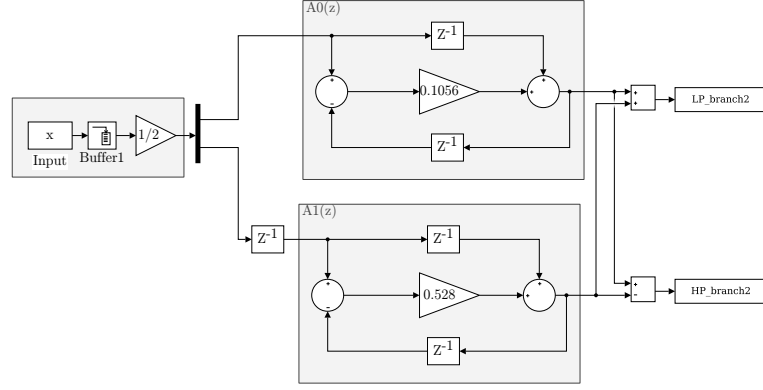 A0(z)
Z-1
+
-
0.1056
+
+
Z-1
x
Input
Buffer1
1/2
+
+
LP_branch2
A1(z)
Z-1
Z-1
+
-
0.528
+
+
Z-1
+
-
HP_branch2